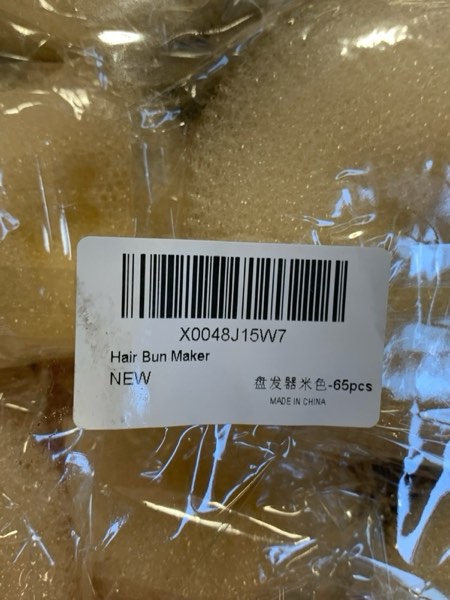 X0048J15W7
Hair Bun Maker
NEW
盘发器米色-65pcs
MADE IN CHINA